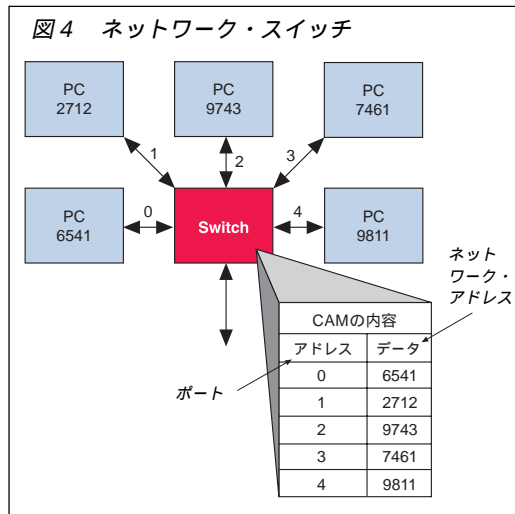 図4 ネットワーク・スイッチ
PC
2712
PC
9743
PC
7461
1
2
3
PC
6541
0
Switch
4
PC
9811
ネット
ワーク・
アドレス
CAMの内容
アドレス データ
ポート
0 6541
1 2712
2 9743
3 7461
4 9811